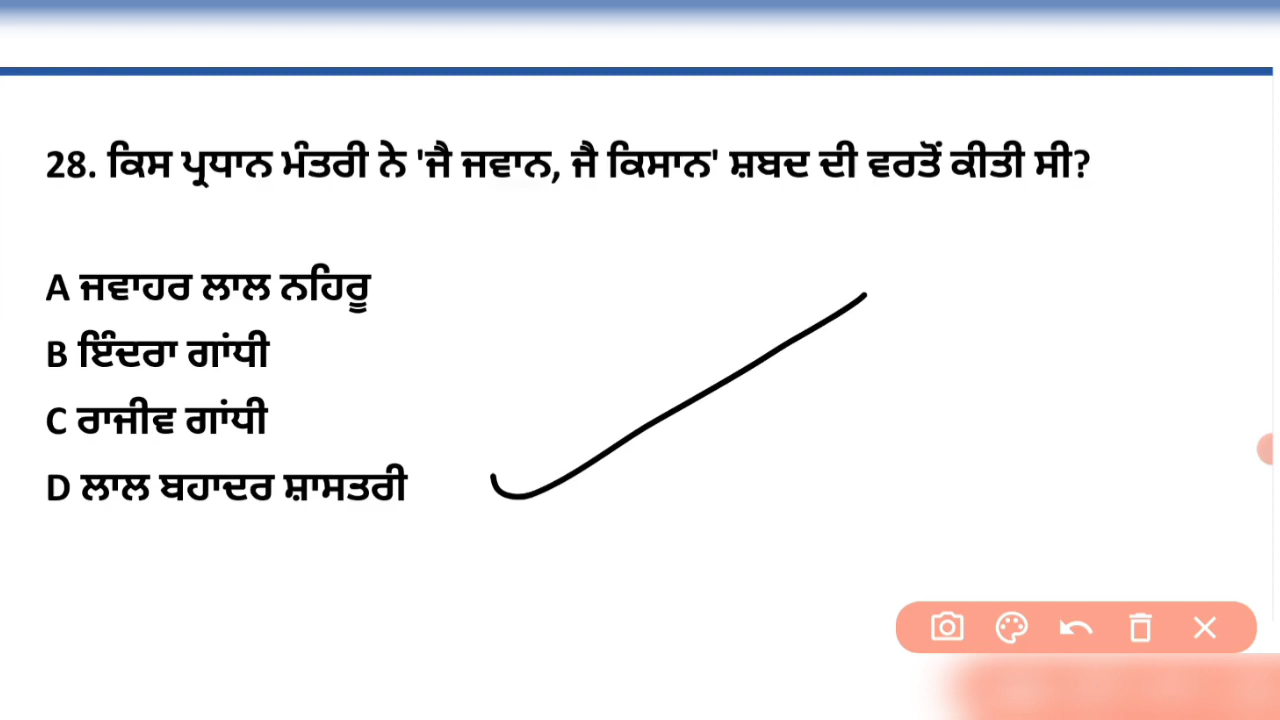 28. ਕਿਸ ਪ੍ਰਧਾਨ ਮੰਤਰੀ ਨੇ 'ਜੈ ਜਵਾਨ, ਜੈ ਕਿਸਾਨ' ਸ਼ਬਦ ਦੀ ਵਰਤੋਂ ਕੀਤੀ ਸੀ?
A ਜਵਾਹਰ ਲਾਲ ਨਹਿਰੂ
B ਇੰਦਰਾ ਗਾਂਧੀ
C ਰਾਜੀਵ ਗਾਂਧੀ
D ਲਾਲ ਬਹਾਦਰ ਸ਼ਾਸਤਰੀ